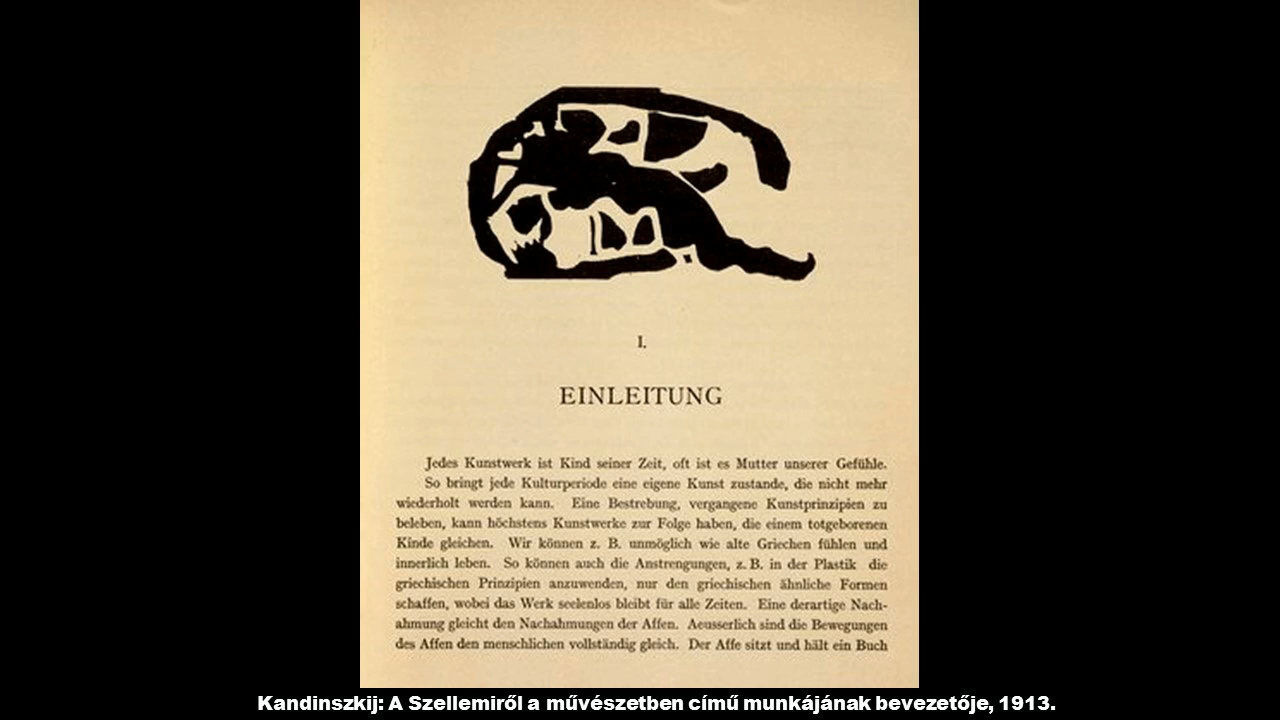 I.
EINLEITUNG
Jedes Kunstwerk ist Kind seiner Zeit, oft ist es Mutter unserer Gefühle.
So bringt jede Kulturperiode eine eigene Kunst zustande, die nicht mehr
wiederholt werden kann. Eine Bestrebung, vergangene Kunstprinzipien zu
beleben, kann höchstens Kunstwerke zur Folge haben, die einem totgeborenen
Kinde gleichen. Wir können z. B. unmöglich wie alte Griechen fühlen und
innerlich leben. So können auch die Anstrengungen, z. B. in der Plastik die
griechischen Prinzipien anzuwenden, nur den griechischen ähnliche Formen
schaffen, wobei das Werk seelenlos bleibt für alle Zeiten. Eine derartige Nach-
ahmung gleicht den Nachahmungen der Affen. Aeusserlich sind die Bewegungen
des Affen den menschlichen vollständig gleich. Der Affe sitzt und hält ein Buch
Kandinszkij: A Szellemiről a művészetben című munkájának bevezetője, 1913.